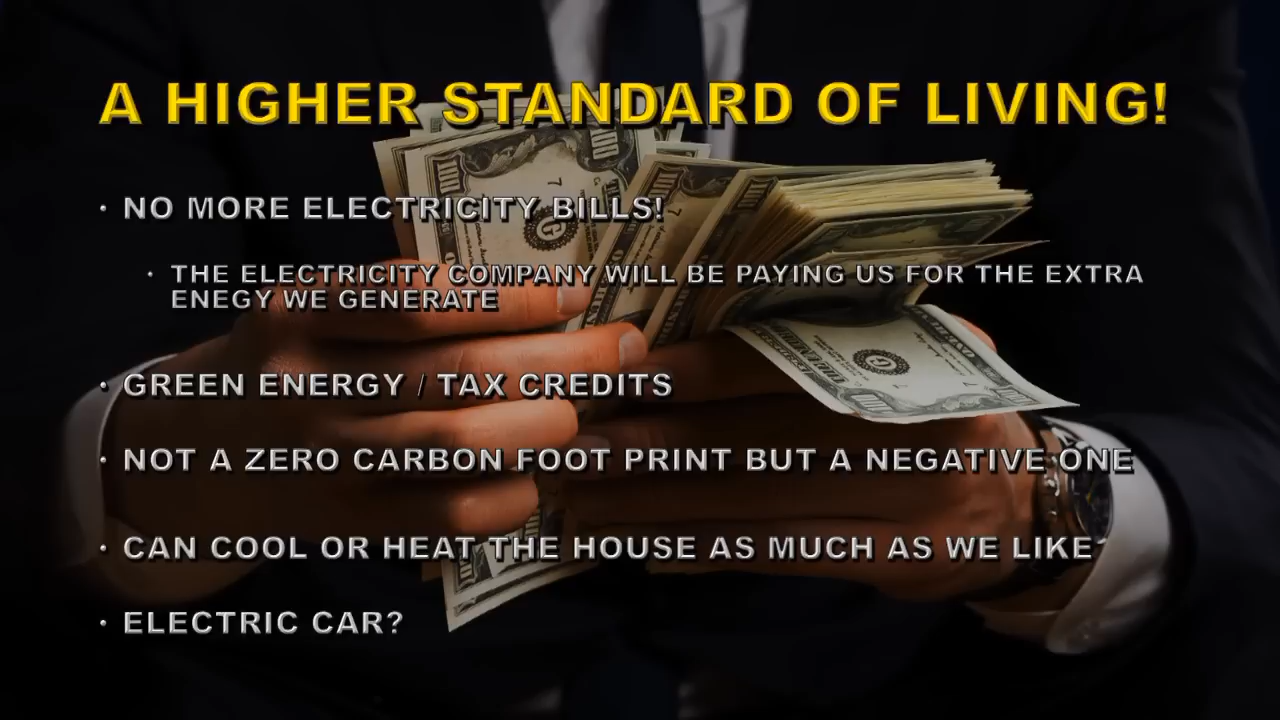 A HIGHER STANDARD OF LIVING!
• NO MORE ELECTRICITY BILLS!
• THE ELECTRICITY COMPANY WILL BE PAYING US FOR THE EXTRA
ENEGY WE GENERATE
• GREEN ENERGY / TAX CREDITS
• NOT A ZERO CARBON FOOT PRINT BUT A NEGATIVE ONE
• CAN COOL OR HEAT THE HOUSE AS MUCH AS WE LIKE
• ELECTRIC CAR?